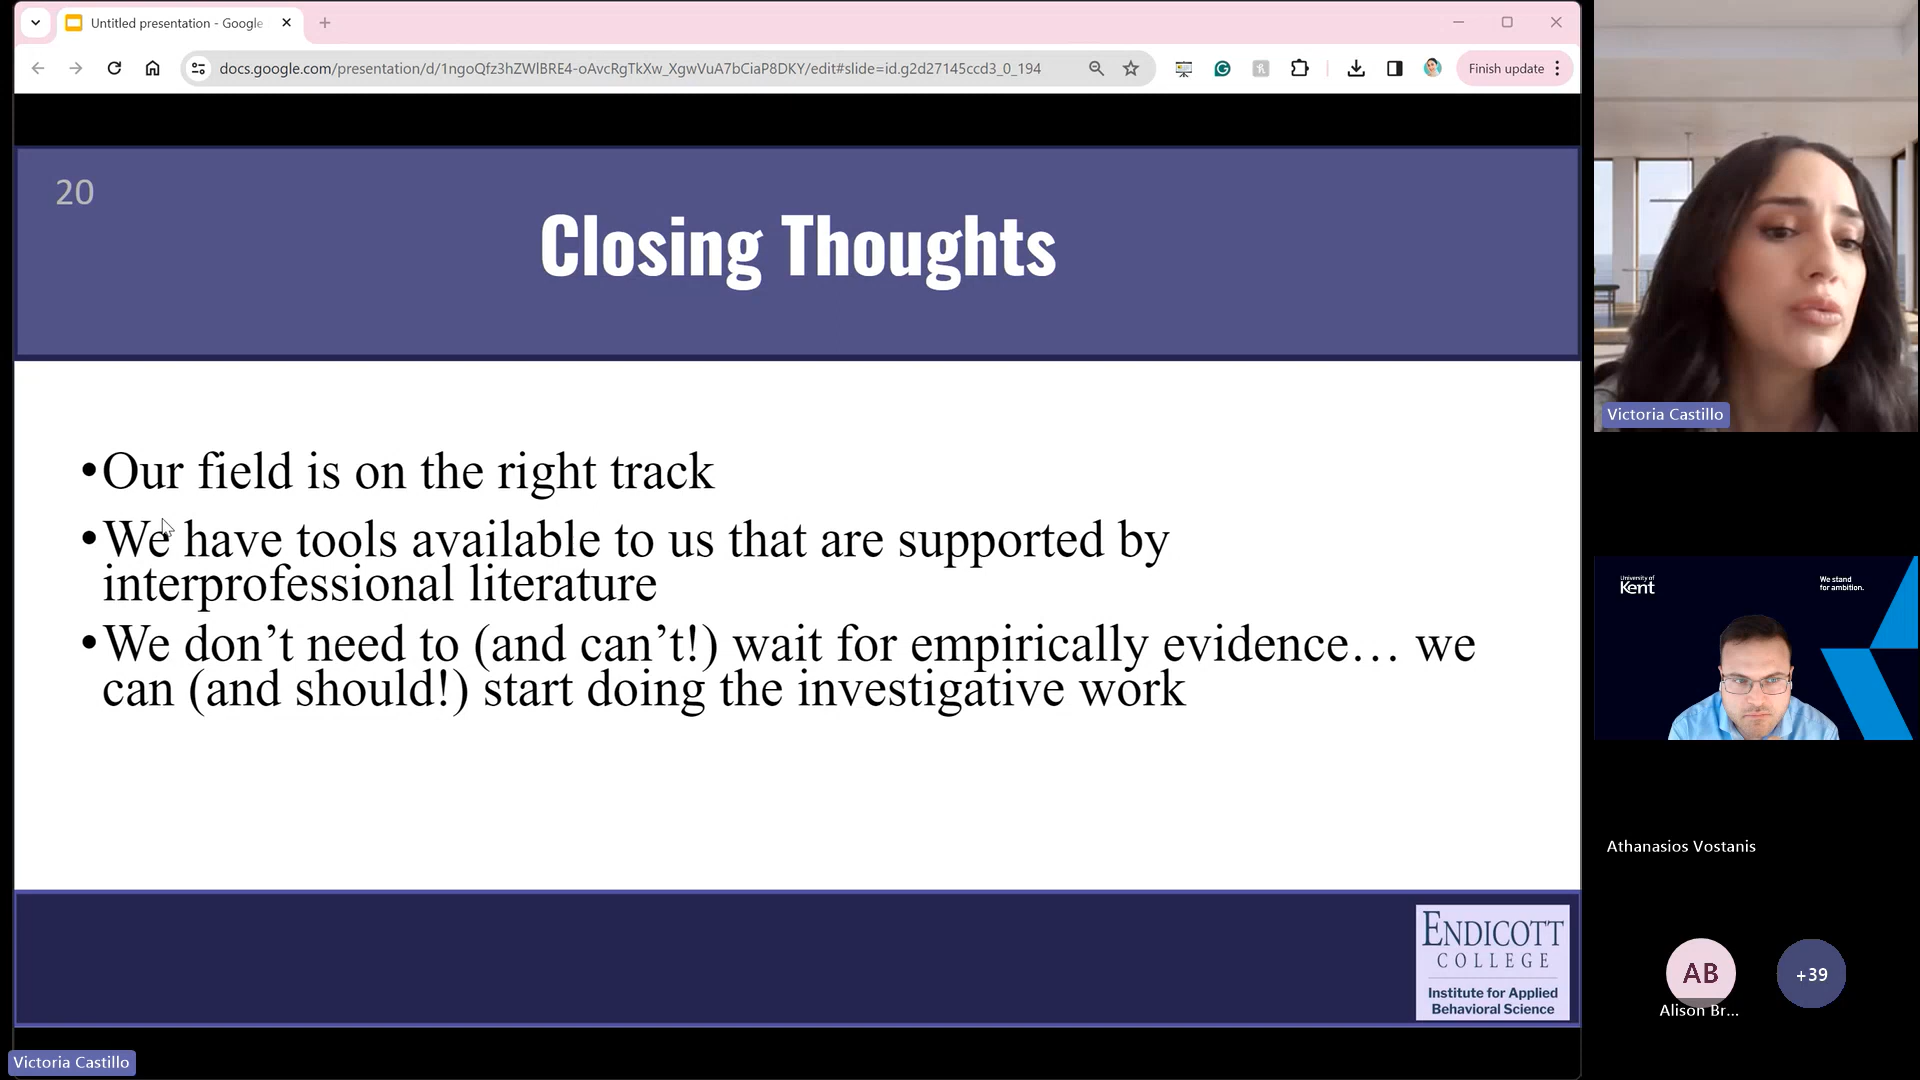 Untitled presentation - Google
docs.google.com/presentation/d/1ngoQfz3hZWlBRE4-oAvcRgTkXw_XgwVuA7bCiaP8DKY/edit#slide=id.g2d27145ccd3_0_194
Finish update
20
Closing Thoughts
•Our field is on the right track
•We have tools available to us that are supported by
interprofessional literature
•We don’t need to (and can’t!) wait for empirically evidence… we
can (and should!) start doing the investigative work
ENDICOTT
COLLEGE
Institute for Applied
Behavioral Science
Victoria Castillo
Victoria Castillo
University of
Kent
We stand
for ambition.
Athanasios Vostanis
AB
Alison Br...
+39